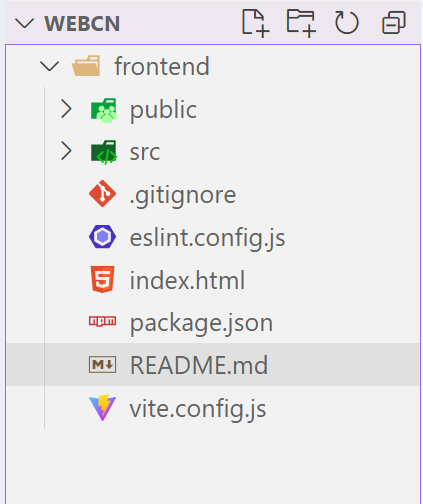 WEBCN
frontend
public
src
.gitignore
eslint.config.js
index.html
package.json
README.md
vite.config.js